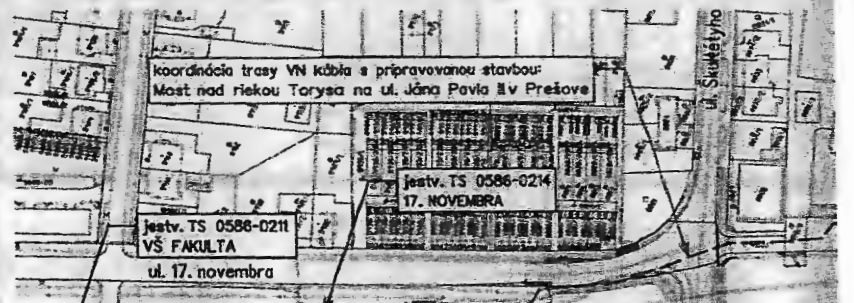 koordinácia trasy VN kábla s pripravovanou stavbou:
Most nad riekou Torysa na ul. Jána Pavla II v Prešove
ul. Škultétyho
jestv. TS 0586-0214
17. NOVEMBRA
jestv. TS 0586-0211
VŠ FAKULTA
ul. 17. novembra